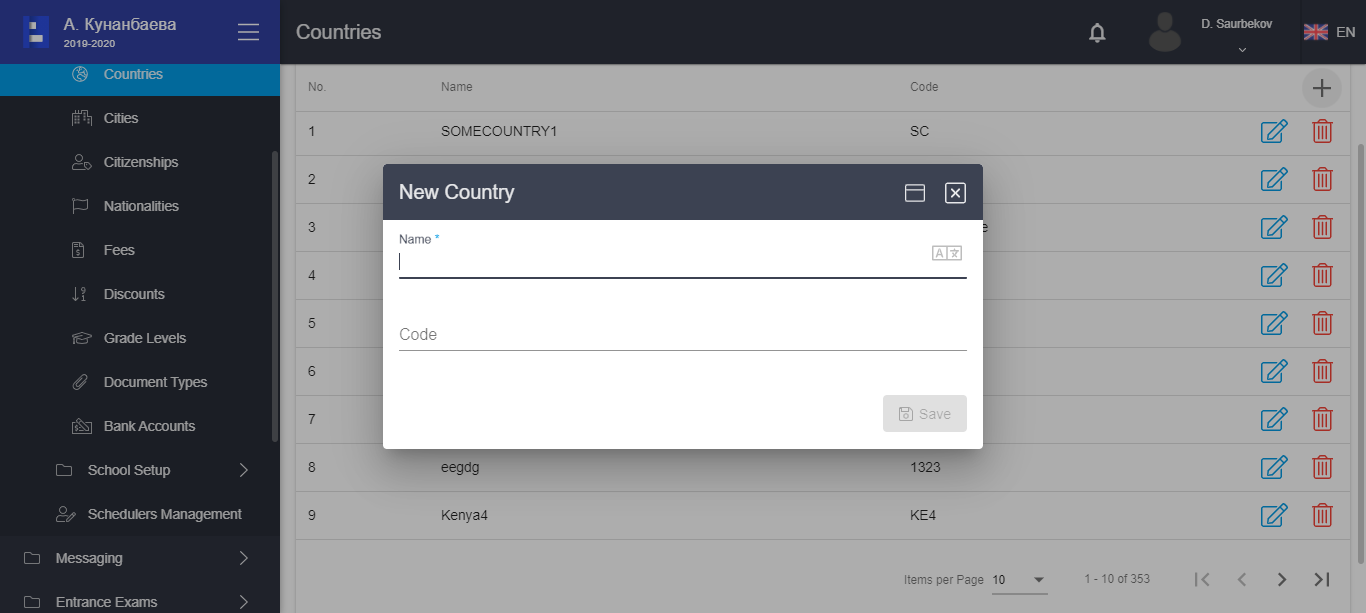 А. Кунанбаева
2019-2020
Countries
D. Saurbekov
EN
Countries
Cities
Citizenships
Nationalities
Fees
Discounts
Grade Levels
Document Types
Bank Accounts
School Setup
Schedulers Management
Messaging
Entrance Exams
No. Name Code
1 SOMECOUNTRY1 SC
2
3 e
4
5
6
7
8 eegdg 1323
9 Kenya4 KE4
Items per Page 10 1 - 10 of 353
New Country
Name *
A
Code
Save